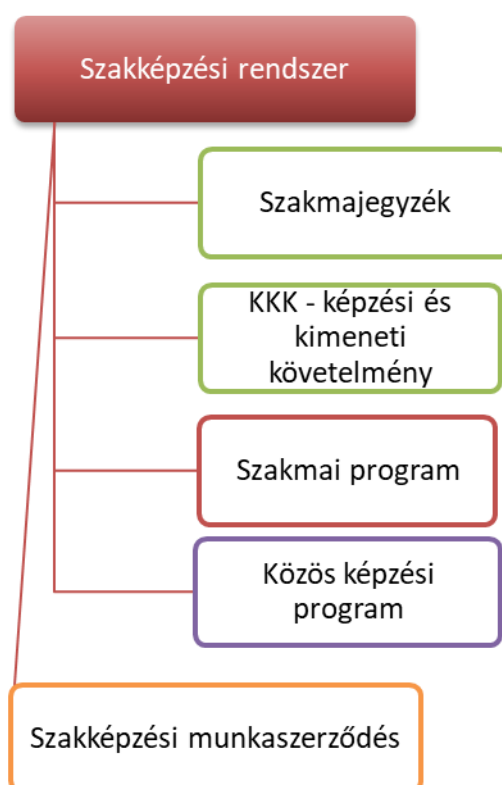 Szakképzési rendszer
Szakmajegyzék
KKK - képzési és
kimeneti
követelmény
Szakmai program
Közös képzési
program
Szakképzési munkaszerződés